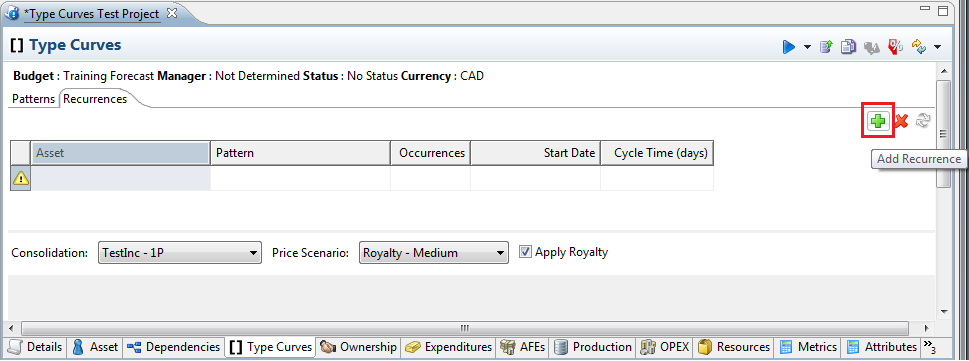 *Type Curves Test Project
[] Type Curves
Budget : Training Forecast Manager : Not Determined Status : No Status Currency : CAD
Patterns Recurrences
Add Recurrence
Asset Pattern Occurrences Start Date Cycle Time (days)
Consolidation: TestInc - 1P Price Scenario: Royalty - Medium Apply Royalty
Details Asset Dependencies [] Type Curves Ownership Expenditures AFEs Production OPEX Resources Metrics Attributes »3